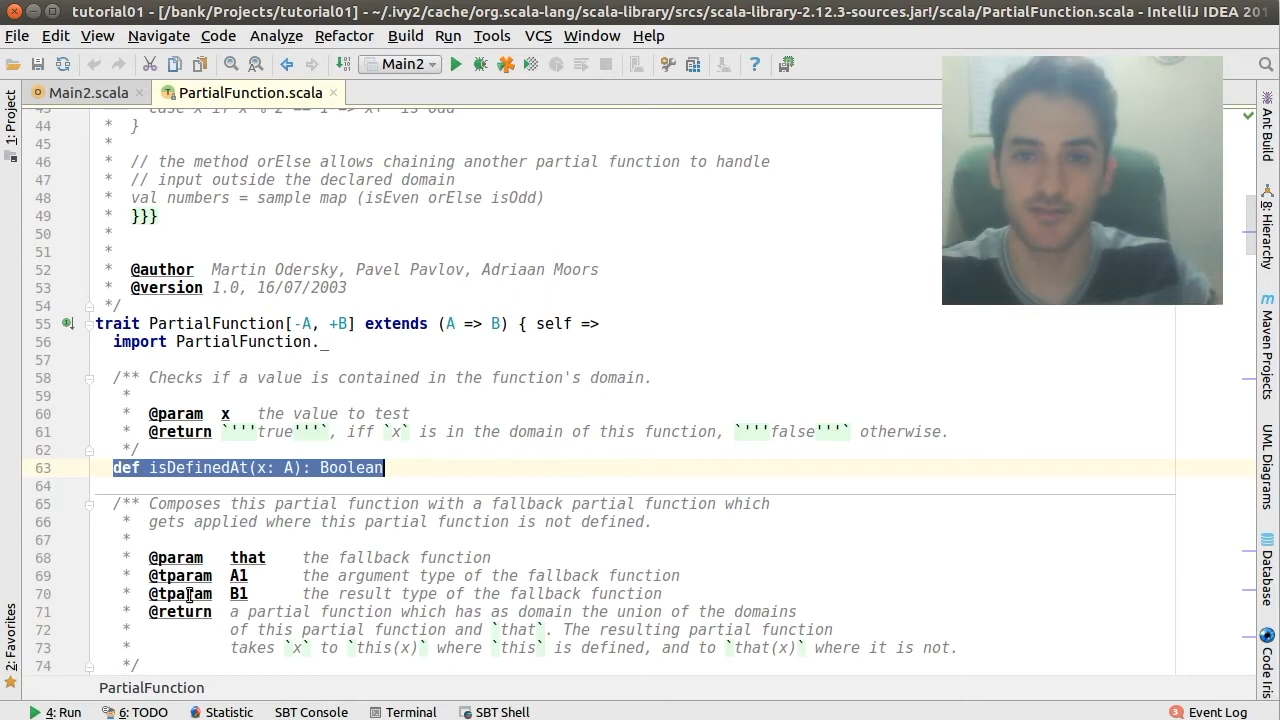 tutorial01 - [/bank/Projects/tutorial01] - ~/.ivy2/cache/org.scala-lang/scala-library/srcs/scala-library-2.12.3-sources.jar!/scala/PartialFunction.scala - IntelliJ IDEA 201
File Edit View Navigate Code Analyze Refactor Build Run Tools VCS Window Help
Main2
Main2.scala PartialFunction.scala
1: Project
2: Favorites
44 * }
45 *
46 * // the method orElse allows chaining another partial function to handle
47 * // input outside the declared domain
48 * val numbers = sample map (isEven orElse isOdd)
49 * }}}
50 *
51 *
52 * @author Martin Odersky, Pavel Pavlov, Adriaan Moors
53 * @version 1.0, 16/07/2003
54 */
55 trait PartialFunction[-A, +B] extends (A => B) { self =>
56 import PartialFunction._
57
58 /** Checks if a value is contained in the function's domain.
59 *
60 * @param x the value to test
61 * @return `'''true'''`, iff `x` is in the domain of this function, `'''false'''` otherwise.
62 */
63 def isDefinedAt(x: A): Boolean
64
65 /** Composes this partial function with a fallback partial function which
66 * gets applied where this partial function is not defined.
67 *
68 * @param that the fallback function
69 * @tparam A1 the argument type of the fallback function
70 * @tparam B1 the result type of the fallback function
71 * @return a partial function which has as domain the union of the domains
72 * of this partial function and `that`. The resulting partial function
73 * takes `x` to `this(x)` where `this` is defined, and to `that(x)` where it is not.
74 */
Ant Build
8: Hierarchy
Maven Projects
UML Diagrams
Database
Code Iris
PartialFunction
4: Run 6: TODO Statistic SBT Console Terminal SBT Shell 3 Event Log